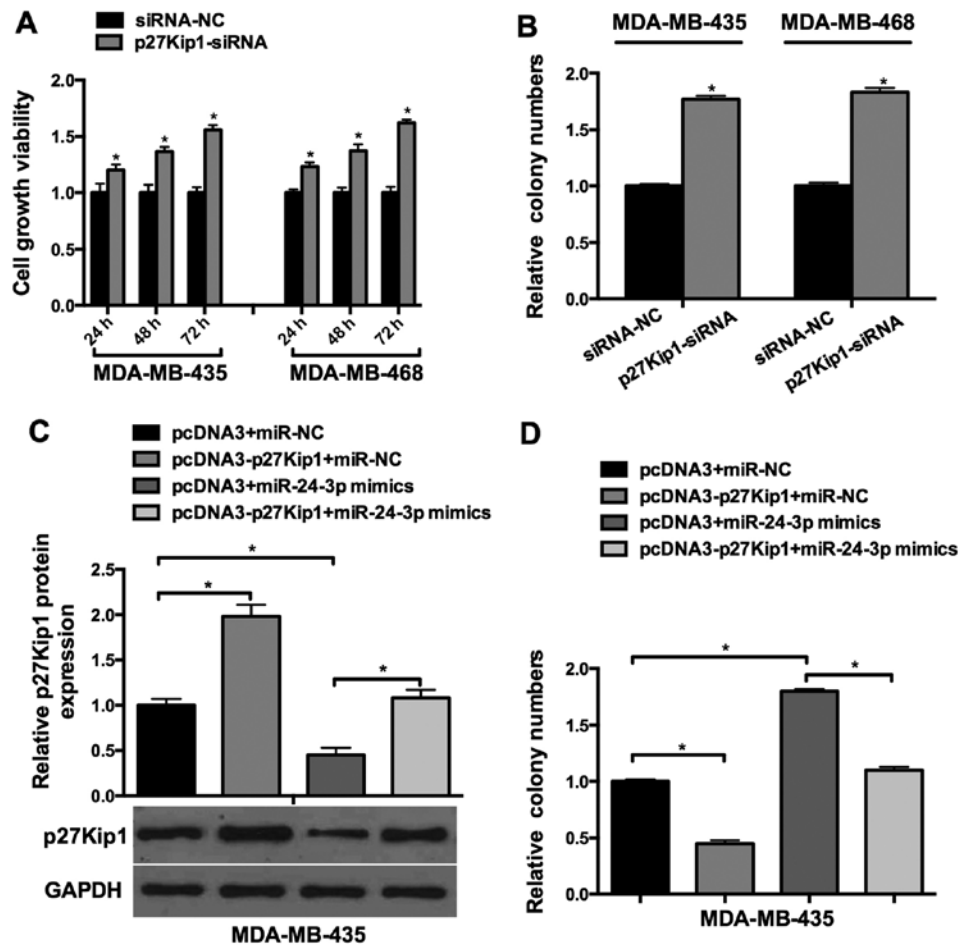 A
siRNA-NC
p27Kip1-siRNA
Cell growth viability
2.0
1.5
1.0
0.5
0.0
* * * * * *
24 h 48 h 72 h 24 h 48 h 72 h
MDA-MB-435 MDA-MB-468
B
MDA-MB-435 MDA-MB-468
Relative colony numbers
2.0
1.5
1.0
0.5
0.0
* *
siRNA-NC p27Kip1-siRNA siRNA-NC p27Kip1-siRNA
C
pcDNA3+miR-NC
pcDNA3-p27Kip1+miR-NC
pcDNA3+miR-24-3p mimics
pcDNA3-p27Kip1+miR-24-3p mimics
Relative p27Kip1 protein
expression
2.5
2.0
1.5
1.0
0.5
0.0
* * *
p27Kip1
GAPDH
MDA-MB-435
D
pcDNA3+miR-NC
pcDNA3-p27Kip1+miR-NC
pcDNA3+miR-24-3p mimics
pcDNA3-p27Kip1+miR-24-3p mimics
Relative colony numbers
2.0
1.5
1.0
0.5
0.0
* * *
MDA-MB-435